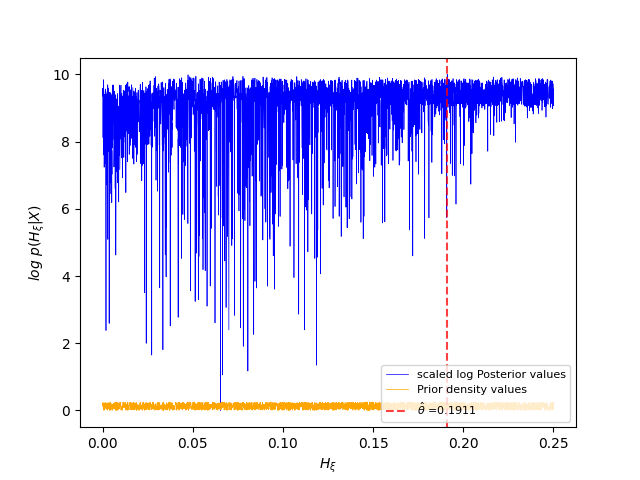 10
8
6
4
2
0
log p(H_ξ|X)
scaled log Posterior values
Prior density values
θ̂ =0.1911
0.00 0.05 0.10 0.15 0.20 0.25
H_ξ